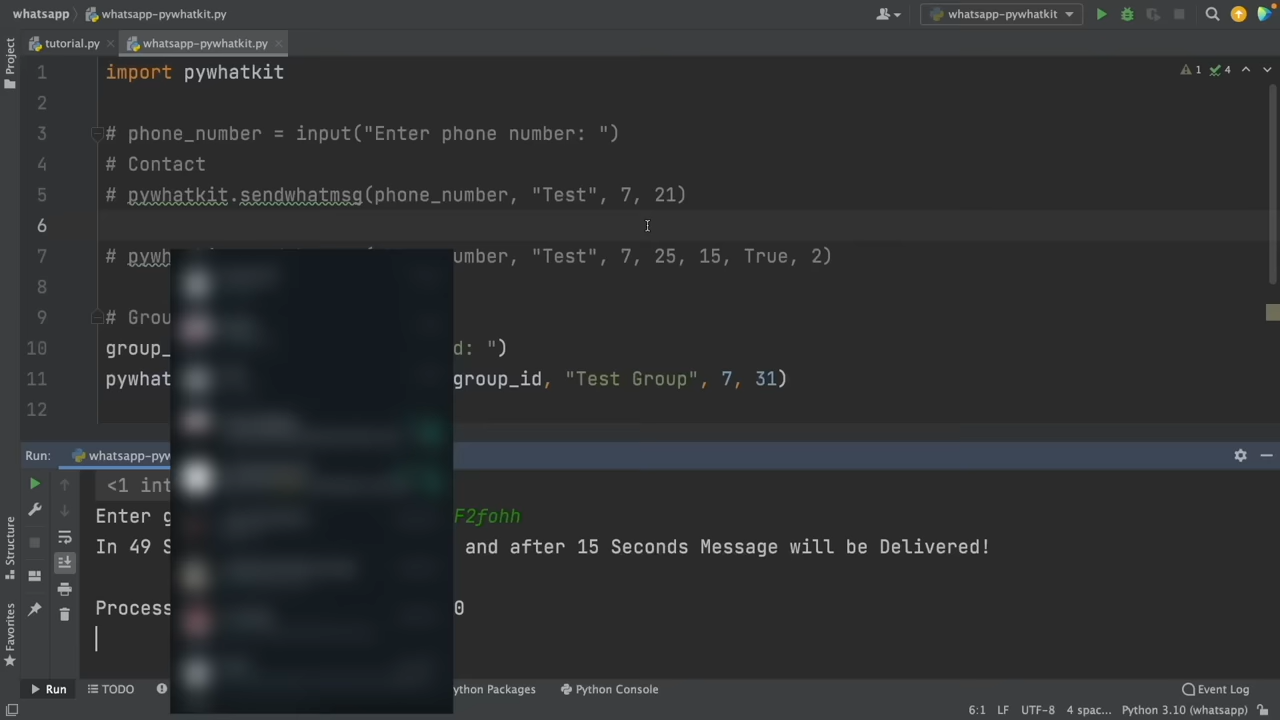 whatsapp whatsapp-pywhatkit.py whatsapp-pywhatkit
tutorial.py whatsapp-pywhatkit.py
Project
1 import pywhatkit 1 4
2
3 # phone_number = input("Enter phone number: ")
4 # Contact
5 # pywhatkit.sendwhatmsg(phone_number, "Test", 7, 21)
6
7 # pywh umber, "Test", 7, 25, 15, True, 2)
8
9 # Grou
10 group_ d: ")
11 pywhat group_id, "Test Group", 7, 31)
12
Run: whatsapp-pyw
<1 int
Enter g F2fohh
In 49 S and after 15 Seconds Message will be Delivered!
Process 0
Structure
Favorites
Run TODO ython Packages Python Console Event Log
6:1 LF UTF-8 4 spac... Python 3.10 (whatsapp)